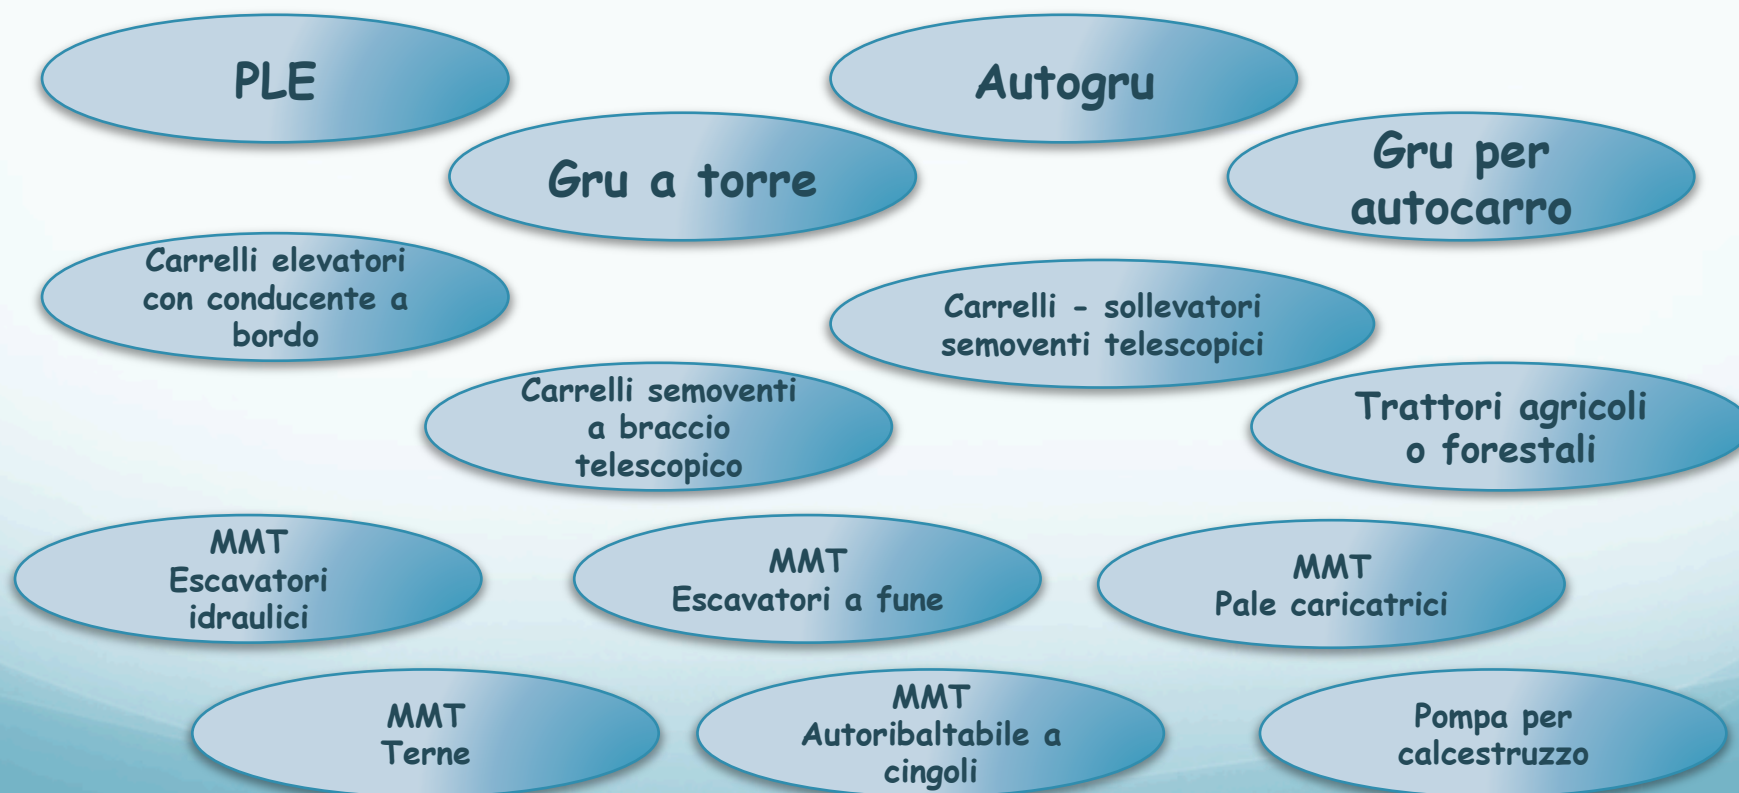 PLE
Autogru
Gru a torre
Gru per
autocarro
Carrelli elevatori
con conducente a
bordo
Carrelli - sollevatori
semoventi telescopici
Carrelli semoventi
a braccio
telescopico
Trattori agricoli
o forestali
MMT
Escavatori
idraulici
MMT
Escavatori a fune
MMT
Pale caricatrici
MMT
Terne
MMT
Autoribaltabile a
cingoli
Pompa per
calcestruzzo